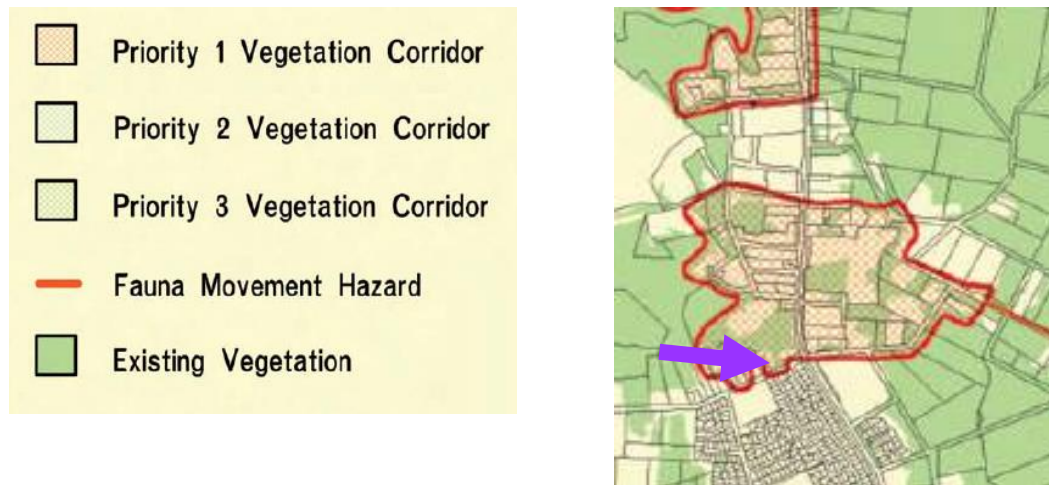 Priority 1 Vegetation Corridor
Priority 2 Vegetation Corridor
Priority 3 Vegetation Corridor
Fauna Movement Hazard
Existing Vegetation